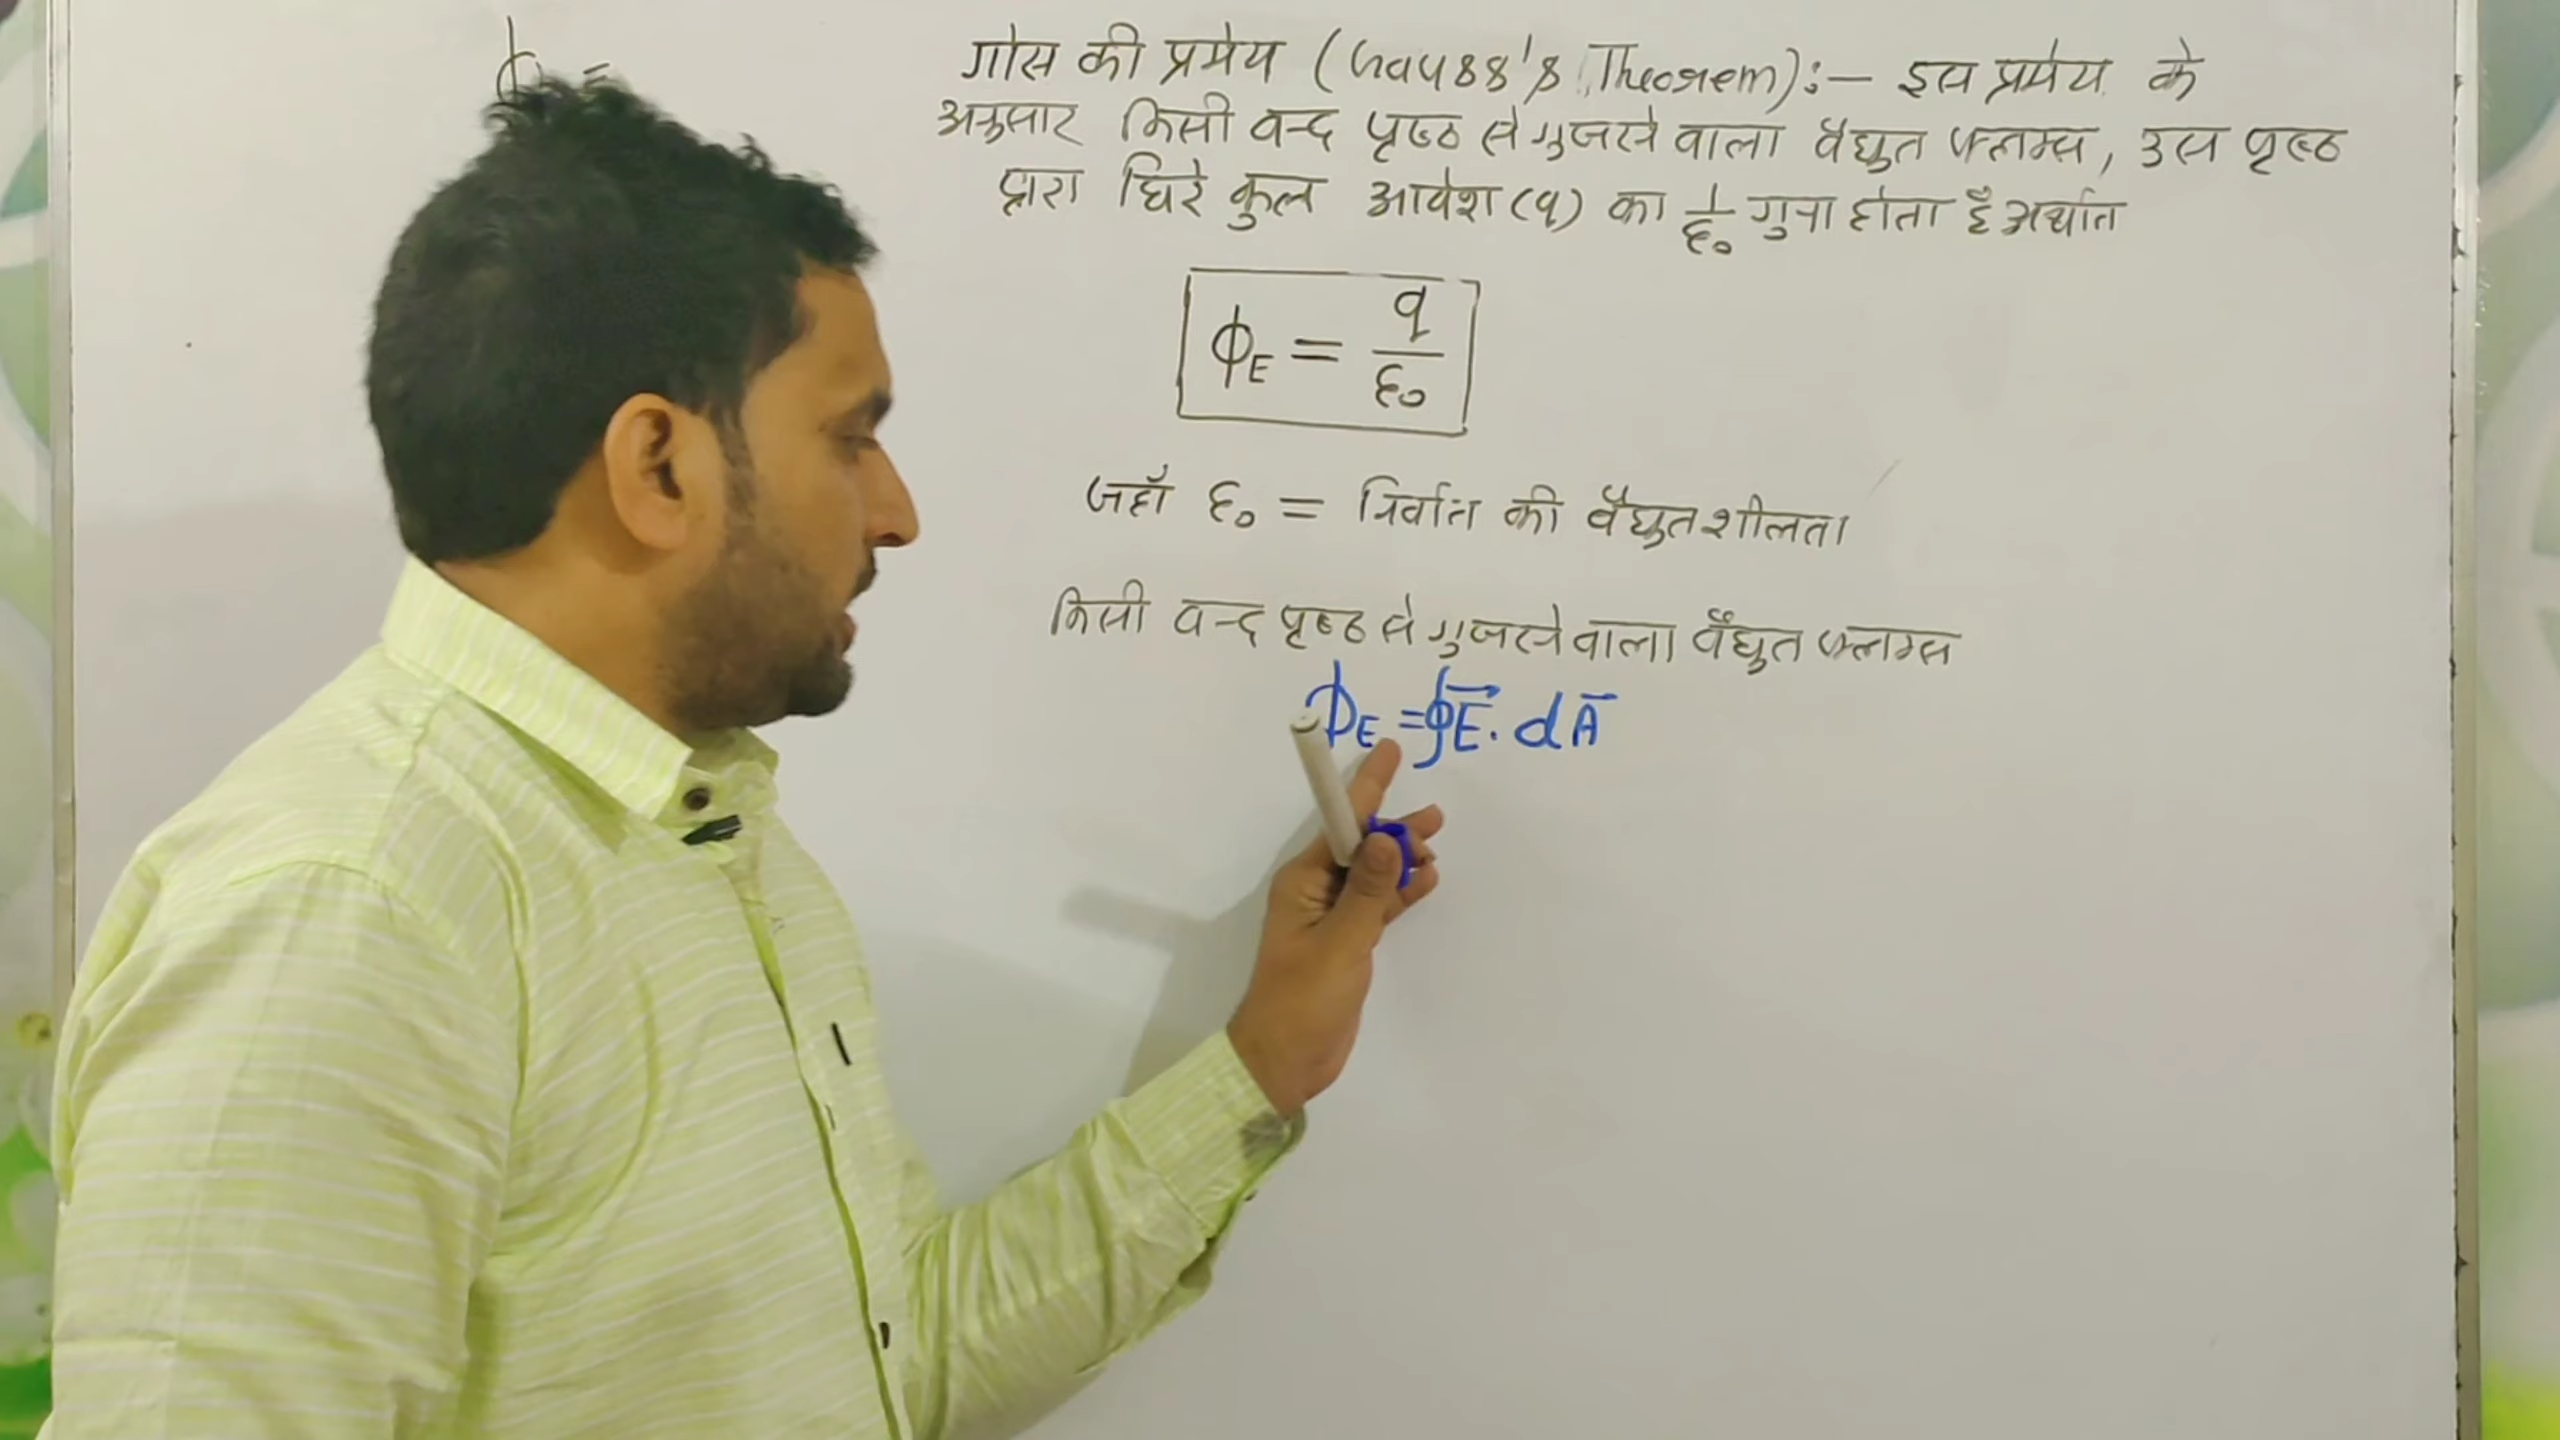 ϕ =
गौस की प्रमेय (Gauss's Theorem):- इस प्रमेय के
अनुसार किसी बन्द पृष्ठ से गुजरने वाला वैद्युत फ्लक्स, उस पृष्ठ
द्वारा घिरे कुल आवेश (q) का 1/ε₀ गुना होता है अर्थात
ϕE = q/ε₀
जहाँ ε₀ = निर्वात की वैद्युतशीलता
किसी बन्द पृष्ठ से गुजरने वाला वैद्युत फ्लक्स
ϕE = ∮E⃗. dA⃗